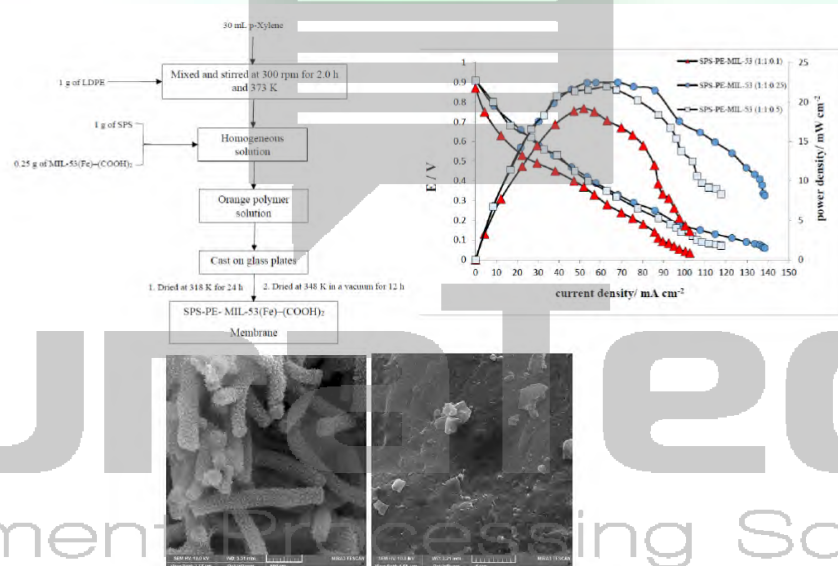 30 mL p-Xylene
1 g of LDPE
Mixed and stirred at 300 rpm for 2.0 h
and 373 K
1 g of SPS
0.25 g of MIL-53(Fe)–(COOH)₂
Homogeneous
solution
Orange polymer
solution
Cast on glass plates
1. Dried at 318 K for 24 h
2. Dried at 348 K in a vacuum for 12 h
SPS-PE- MIL-53(Fe)–(COOH)₂
Membrane
SPS-PE-MIL-53 (1:1:0.1)
SPS-PE-MIL-53 (1:1:0.25)
SPS-PE-MIL-53 (1:1:0.5)
1
0.9
0.8
0.7
0.6
0.5
0.4
0.3
0.2
0.1
0
E / V
25
20
15
10
5
0
power density/ mW cm⁻²
0 10 20 30 40 50 60 70 80 90 100 110 120 130 140 150
current density/ mA cm⁻²
ment Processing So